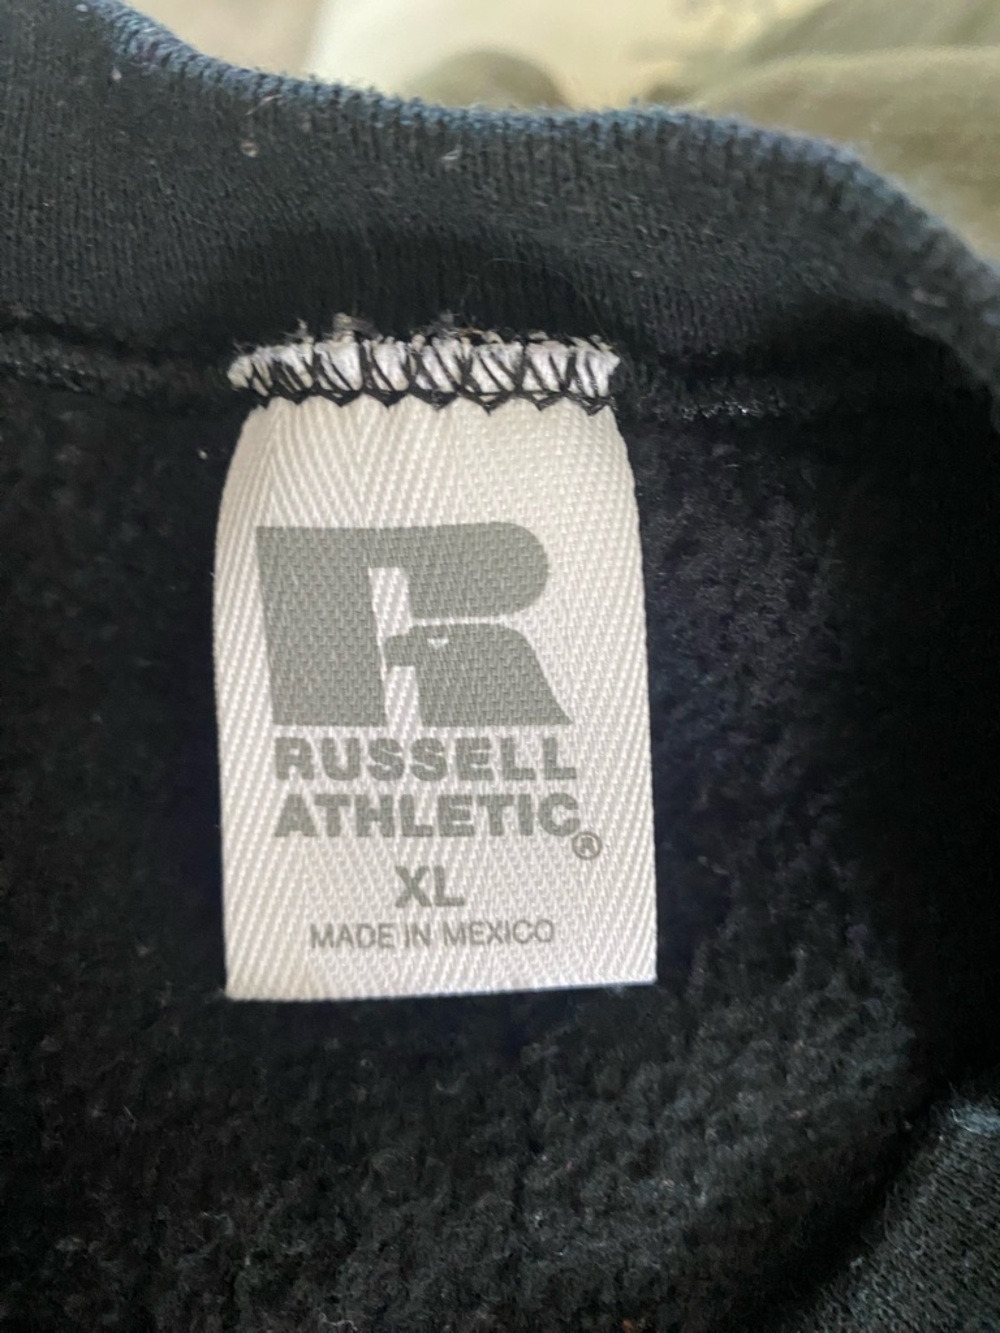 R
RUSSELL
ATHLETIC®
XL
MADE IN MEXICO